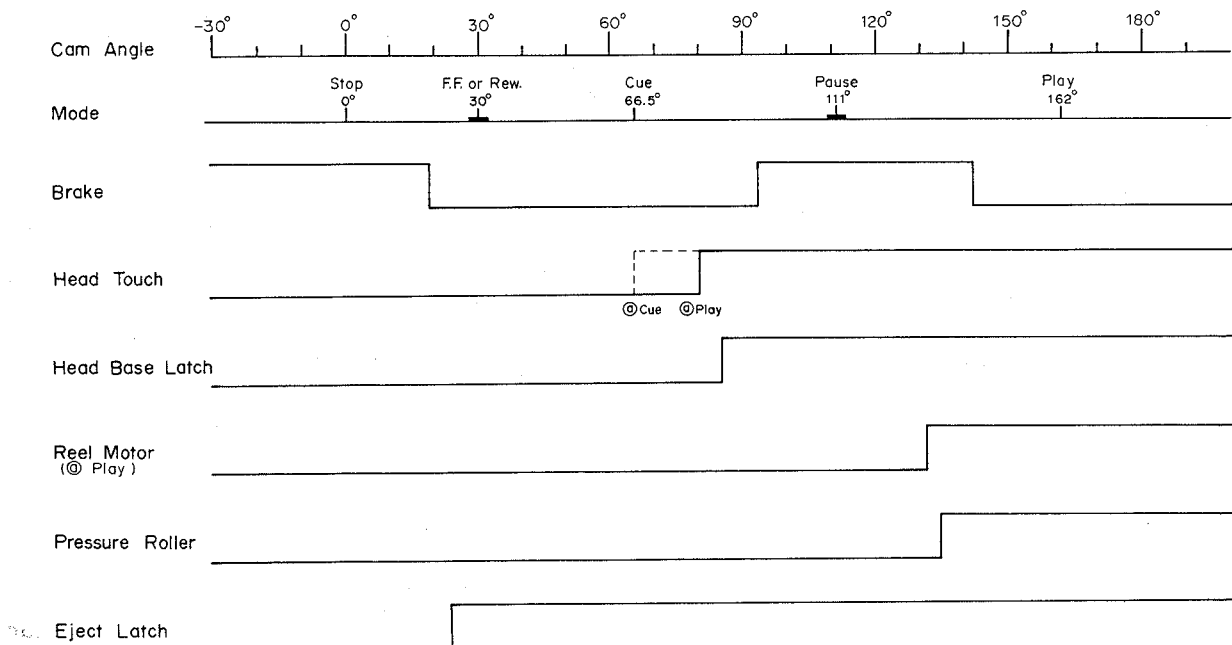 -30° 0° 30° 60° 90° 120° 150° 180°
Cam Angle
Stop F.F. or Rew. Cue Pause Play
0° 30° 66.5° 111° 162°
Mode
Brake
Head Touch
@Cue @Play
Head Base Latch
Reel Motor
(@ Play)
Pressure Roller
Eject Latch